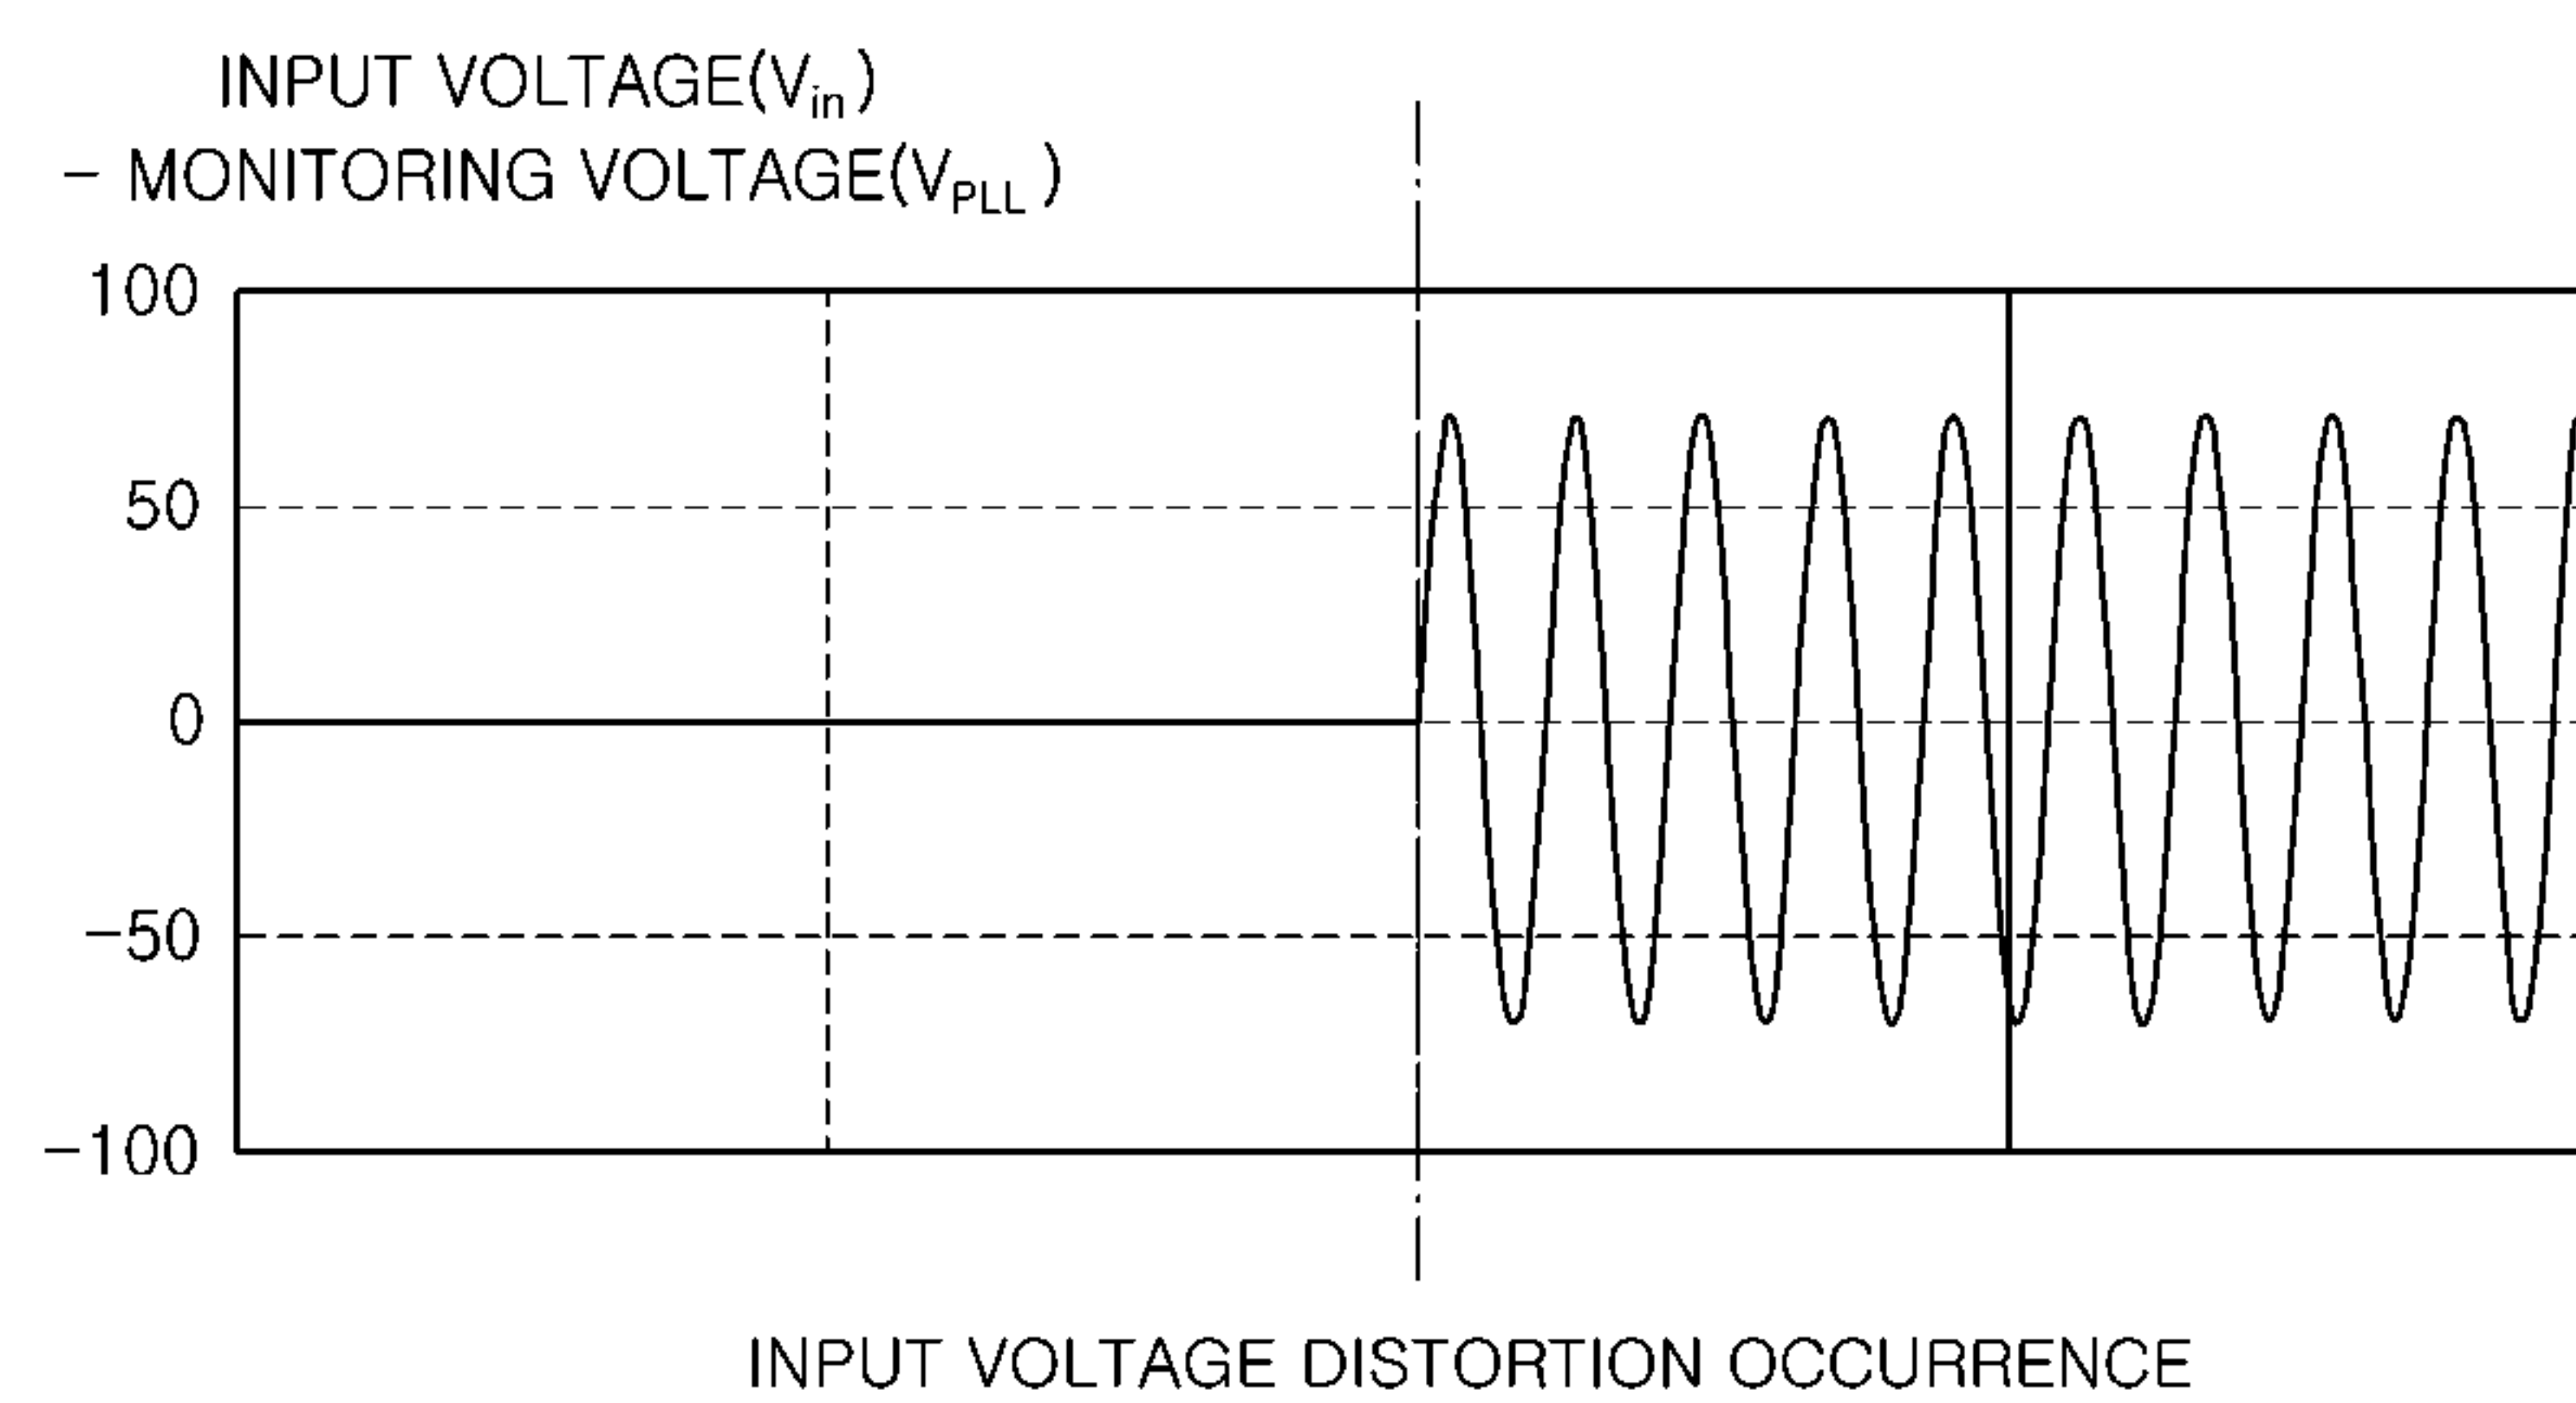 INPUT VOLTAGE(Vin)
- MONITORING VOLTAGE(VPLL)
100
50
0
-50
-100
INPUT VOLTAGE DISTORTION OCCURRENCE